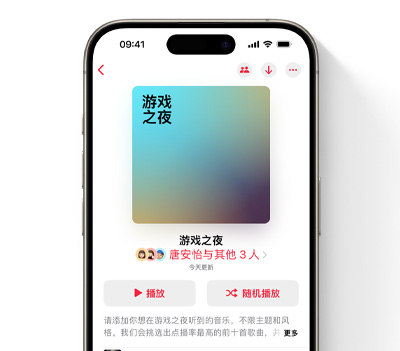 09:41
游戏
之夜
游戏之夜
唐安怡与其他 3 人
今天更新
播放
随机播放
请添加你想在游戏之夜听到的音乐，不限主题和风
格。我们会挑选出点播率最高的前十首歌曲，并 更多